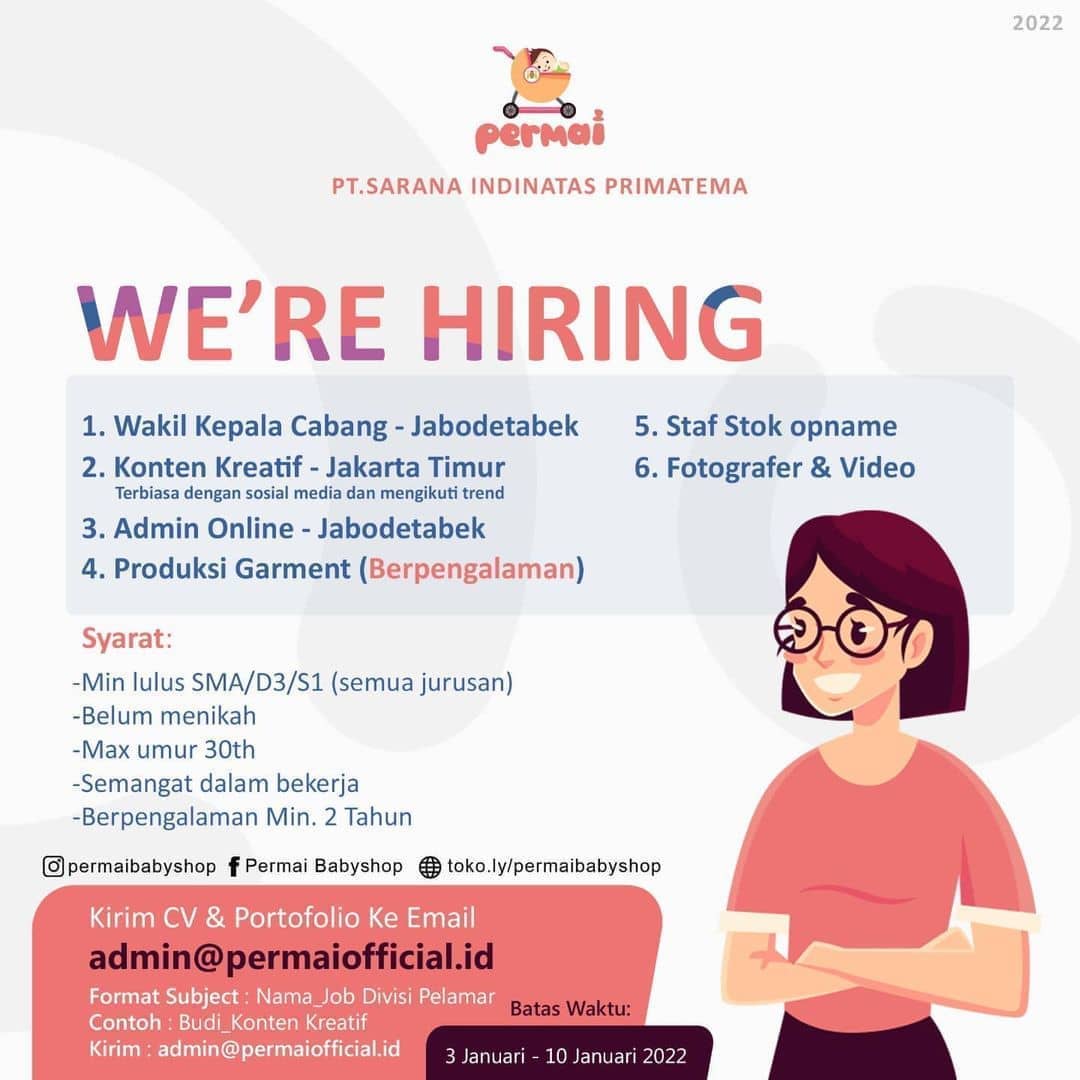 2022
permai
PT.SARANA INDINATAS PRIMATEMA
WE'RE HIRING
1. Wakil Kepala Cabang - Jabodetabek
2. Konten Kreatif - Jakarta Timur
Terbiasa dengan sosial media dan mengikuti trend
3. Admin Online - Jabodetabek
4. Produksi Garment (Berpengalaman)
5. Staf Stok opname
6. Fotografer & Video
Syarat:
-Min lulus SMA/D3/S1 (semua jurusan)
-Belum menikah
-Max umur 30th
-Semangat dalam bekerja
-Berpengalaman Min. 2 Tahun
permaibabyshop Permai Babyshop toko.ly/permaibabyshop
Kirim CV & Portofolio Ke Email
admin@permaiofficial.id
Format Subject : Nama_Job Divisi Pelamar
Contoh : Budi_Konten Kreatif
Kirim : admin@permaiofficial.id
Batas Waktu:
3 Januari - 10 Januari 2022